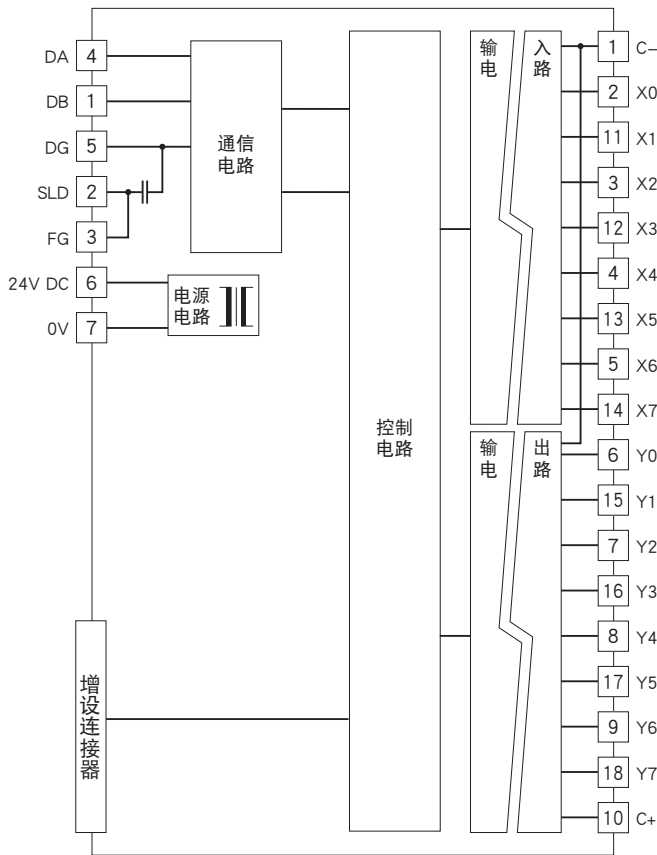 DA 4
DB 1
DG 5
SLD 2
FG 3
24V DC 6
0V 7
通信
电路
电源
电路
增设连接器
控制
电路
输入
电路
输出
电路
1 C−
2 X0
11 X1
3 X2
12 X3
4 X4
13 X5
5 X6
14 X7
6 Y0
15 Y1
7 Y2
16 Y3
8 Y4
17 Y5
9 Y6
18 Y7
10 C+